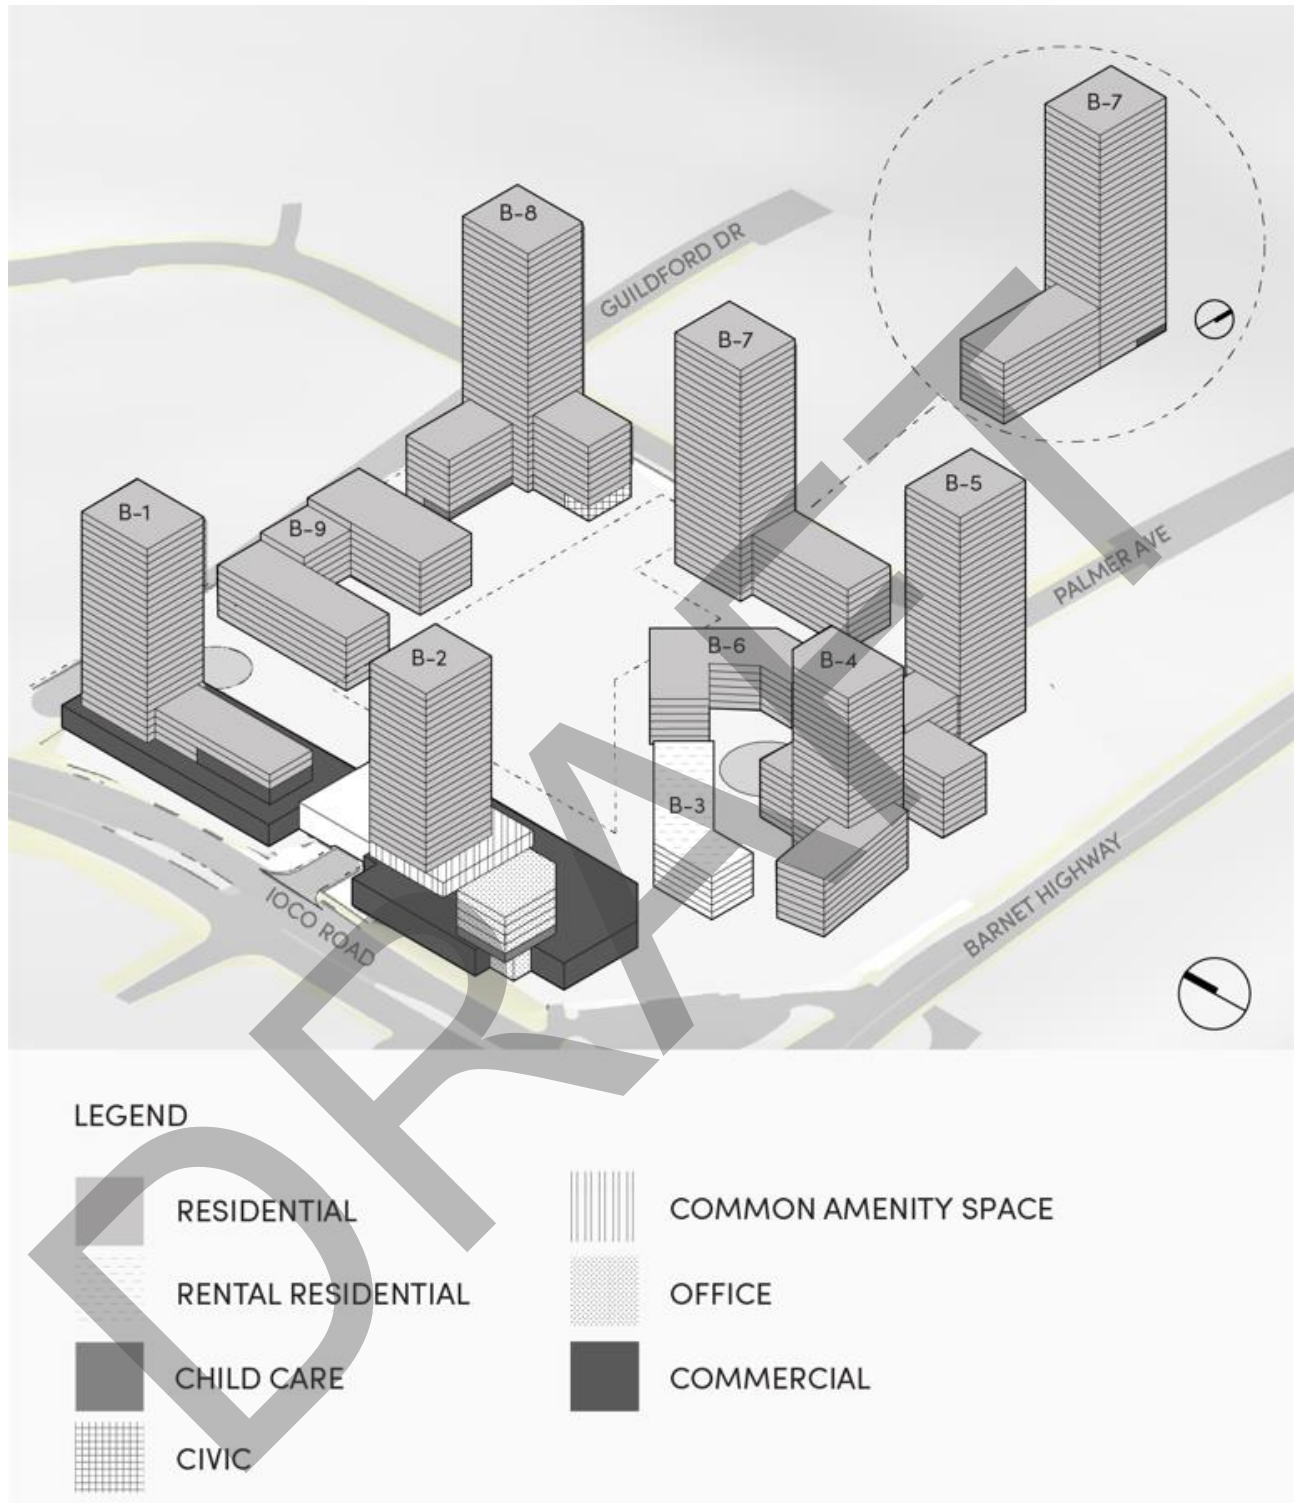 B-7
B-8
GUILDFORD DR
B-7
B-5
B-1
B-9
PALMER AVE
B-2
B-6
B-4
B-3
BARNET HIGHWAY
IOCO ROAD
DRAFT
LEGEND
RESIDENTIAL
COMMON AMENITY SPACE
RENTAL RESIDENTIAL
OFFICE
CHILD CARE
COMMERCIAL
CIVIC